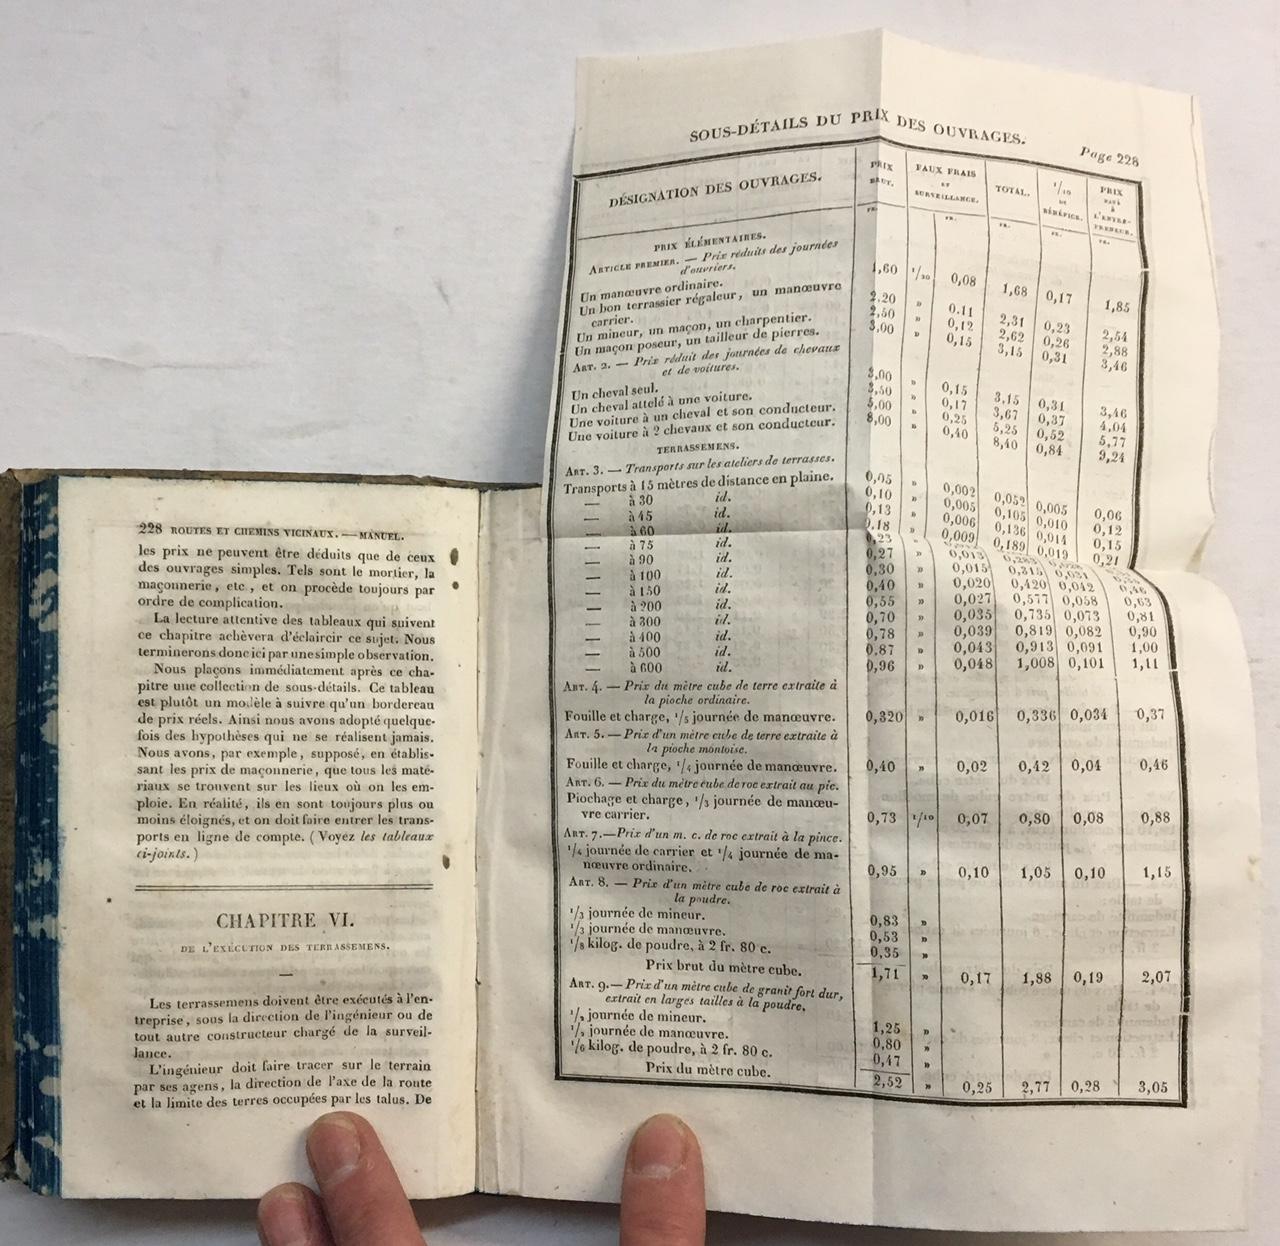 228 ROUTES ET CHEMINS VICINAUX. — MANUEL.
les prix ne peuvent être déduits que de ceux
des ouvrages simples. Tels sont le mortier, la
maçonnerie, etc, et on procède toujours par
ordre de complication.
La lecture attentive des tableaux qui suivent
ce chapitre achèvera d'éclaircir ce sujet. Nous
terminerons donc ici par une simple observation.
Nous plaçons immédiatement après ce cha-
pitre une collection de sous-détails. Ce tableau
est plutôt un modèle à suivre qu'un bordereau
de prix réels. Ainsi nous avons adopté quelque-
fois des hypothèses qui ne se réalisent jamais.
Nous avons, par exemple, supposé, en établis-
sant les prix de maçonnerie, que tous les maté-
riaux se trouvent sur les lieux où on les em-
ploie. En réalité, ils en sont toujours plus ou
moins éloignés, et on doit faire entrer les trans-
ports en ligne de compte. (Voyez les tableaux
ci-joints.)
CHAPITRE VI.
DE L'EXÉCUTION DES TERRASSEMENS.
Les terrassemens doivent être exécutés à l'en-
treprise, sous la direction de l'ingénieur ou de
tout autre constructeur chargé de la surveil-
lance.
L'ingénieur doit faire tracer sur le terrain
par ses agens, la direction de l'axe de la route
et la limite des terres occupées par les talus. De
SOUS-DÉTAILS DU PRIX DES OUVRAGES.
Page 228
DÉSIGNATION DES OUVRAGES. PRIX BRUT. FAUX FRAIS ET SURVEILLANCE. TOTAL. 1/10 DE BÉNÉFICE. PRIX PAYÉ À L'ENTRE-PRENEUR.
FR. FR. FR. FR. FR.
PRIX ÉLÉMENTAIRES.
ARTICLE PREMIER. — Prix réduits des journées
d'ouvriers.
Un manœuvre ordinaire. 1,60 1/20 0,08 1,68 0,17 1,85
Un bon terrassier régaleur, un manœuvre
carrier. 2,20 » 0,11 2,31 0,23 2,54
Un mineur, un maçon, un charpentier. 2,50 » 0,12 2,62 0,26 2,88
Un maçon poseur, un tailleur de pierres. 3,00 » 0,15 3,15 0,31 3,46
ART. 2. — Prix réduit des journées de chevaux
et de voitures.
Un cheval seul. 3,00 » 0,15 3,15 0,31 3,46
Un cheval attelé à une voiture. 3,50 » 0,17 3,67 0,37 4,04
Une voiture à un cheval et son conducteur. 5,00 » 0,25 5,25 0,52 5,77
Une voiture à 2 chevaux et son conducteur. 8,00 » 0,40 8,40 0,84 9,24
TERRASSEMENS.
ART. 3. — Transports sur les ateliers de terrasses.
Transports à 15 mètres de distance en plaine. 0,05 » 0,002 0,052 0,005 0,06
— à 30 id. 0,10 » 0,005 0,105 0,010 0,12
— à 45 id. 0,13 » 0,006 0,136 0,014 0,15
— à 60 id. 0,18 » 0,009 0,189 0,019 0,21
— à 75 id. 0,23
— à 90 id. 0,27 »
— à 100 id. 0,30 » 0,015 0,315 0,031
— à 150 id. 0,40 » 0,020 0,420 0,042 0,46
— à 200 id. 0,55 » 0,027 0,577 0,058 0,63
— à 300 id. 0,70 » 0,035 0,735 0,073 0,81
— à 400 id. 0,78 » 0,039 0,819 0,082 0,90
— à 500 id. 0.87 » 0,043 0,913 0,091 1,00
— à 600 id. 0,96 » 0,048 1,008 0,101 1,11
ART. 4. — Prix du mètre cube de terre extraite à
la pioche ordinaire.
Fouille et charge, 1/5 journée de manœuvre. 0,320 » 0,016 0,336 0,034 0,37
ART. 5. — Prix d'un mètre cube de terre extraite à
la pioche montoise.
Fouille et charge, 1/4 journée de manœuvre. 0,40 » 0,02 0,42 0,04 0,46
ART. 6. — Prix du mètre cube de roc extrait au pic.
Piochage et charge, 1/3 journée de manœu-
vre carrier. 0,73 1/10 0,07 0,80 0,08 0,88
ART. 7. — Prix d'un m. c. de roc extrait à la pince.
1/4 journée de carrier et 1/4 journée de ma-
nœuvre ordinaire. 0,95 » 0,10 1,05 0,10 1,15
ART. 8. — Prix d'un mètre cube de roc extrait à
la poudre.
1/3 journée de mineur. 0,83 »
1/3 journée de manœuvre. 0,53 »
1/8 kilog. de poudre, à 2 fr. 80 c. 0,35 »
Prix brut du mètre cube. 1,71 » 0,17 1,88 0,19 2,07
ART. 9. — Prix d'un mètre cube de granit fort dur,
extrait en larges tailles à la poudre,
1/2 journée de mineur. 1,25 »
1/2 journée de manœuvre. 0,80 »
1/6 kilog. de poudre, à 2 fr. 80 c. 0,47 »
Prix du mètre cube. 2,52 » 0,25 2,77 0,28 3,05